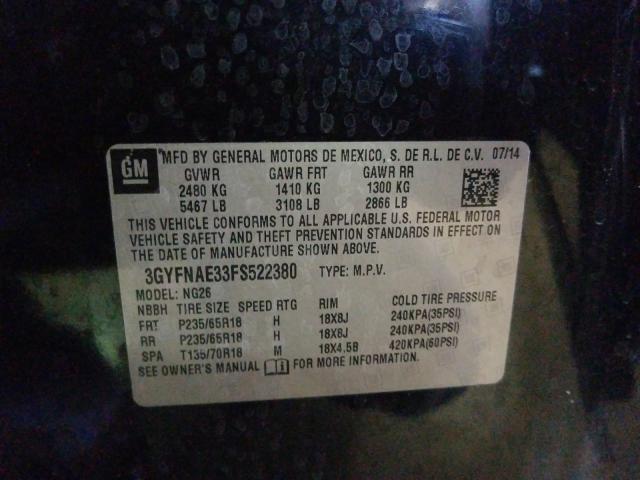 GM MFD BY GENERAL MOTORS DE MEXICO, S. DE R.L. DE C.V. 07/14
GVWR GAWR FRT GAWR RR
2480 KG 1410 KG 1300 KG
5467 LB 3108 LB 2866 LB
THIS VEHICLE CONFORMS TO ALL APPLICABLE U.S. FEDERAL MOTOR
VEHICLE SAFETY AND THEFT PREVENTION STANDARDS IN EFFECT ON
THE DATE OF MANUFACTURE SHOWN ABOVE.
3GYFNAE33FS522380 TYPE: M.P.V.
MODEL: NG26
NBBH TIRE SIZE SPEED RTG RIM COLD TIRE PRESSURE
FRT P235/65R18 H 18X8J 240KPA(35PSI)
RR P235/65R18 H 18X8J 240KPA(35PSI)
SPA T135/70R18 M 18X4.5B 420KPA(60PSI)
SEE OWNER'S MANUAL FOR MORE INFORMATION.